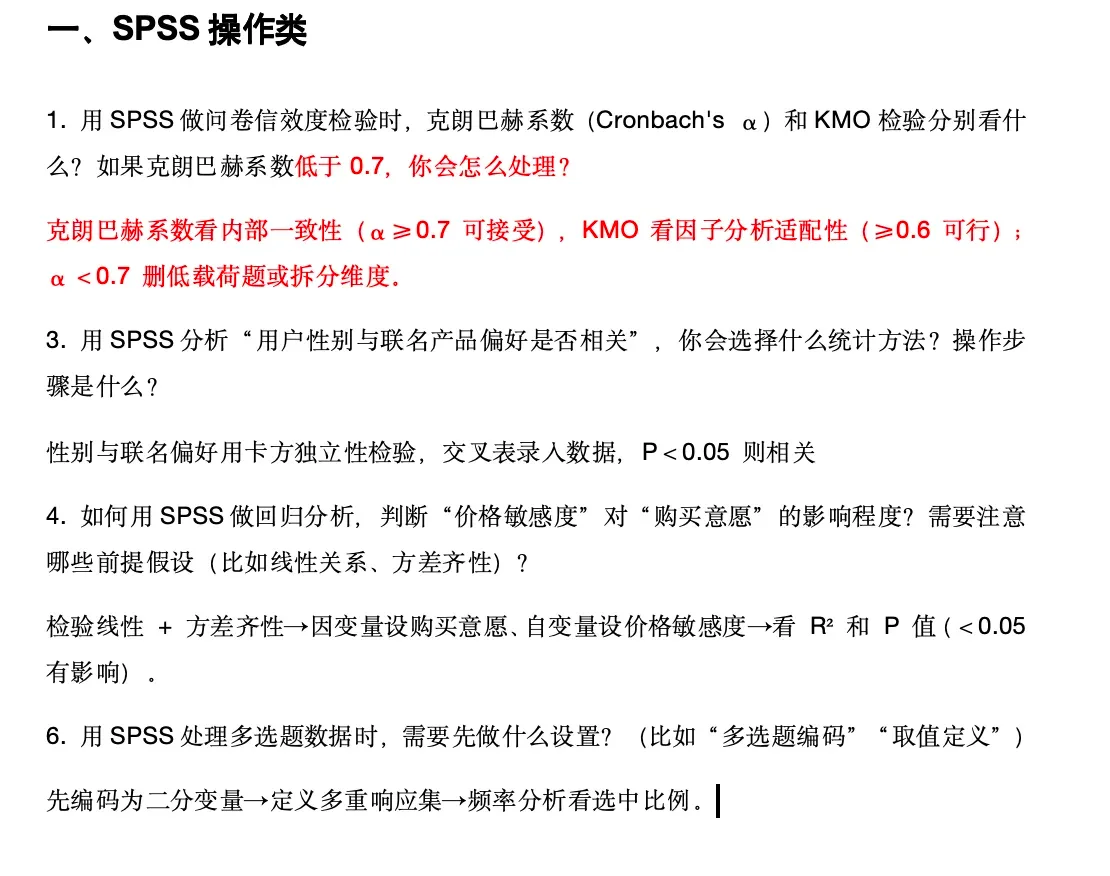 一、SPSS 操作类
1. 用 SPSS 做问卷信效度检验时，克朗巴赫系数（Cronbach's α）和 KMO 检验分别看什
么？如果克朗巴赫系数低于 0.7，你会怎么处理？
克朗巴赫系数看内部一致性（α≥0.7 可接受），KMO 看因子分析适配性（≥0.6 可行）；
α＜0.7 删低载荷题或拆分维度。
3. 用 SPSS 分析“用户性别与联名产品偏好是否相关”，你会选择什么统计方法？操作步
骤是什么？
性别与联名偏好用卡方独立性检验，交叉表录入数据，P＜0.05 则相关
4. 如何用 SPSS 做回归分析，判断“价格敏感度”对“购买意愿”的影响程度？需要注意
哪些前提假设（比如线性关系、方差齐性）？
检验线性 + 方差齐性→因变量设购买意愿、自变量设价格敏感度→看 R² 和 P 值（＜0.05
有影响）。
6. 用 SPSS 处理多选题数据时，需要先做什么设置？（比如“多选题编码”“取值定义”）
先编码为二分变量→定义多重响应集→频率分析看选中比例。